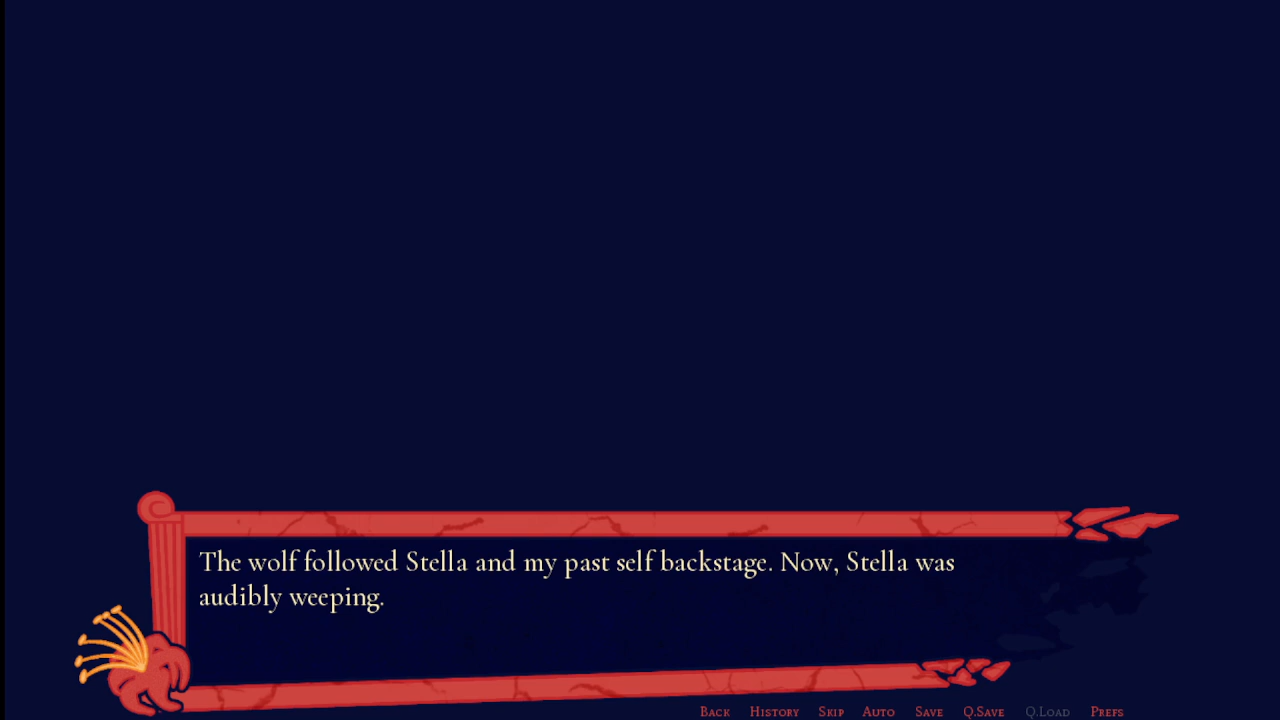 The wolf followed Stella and my past self backstage. Now, Stella was
audibly weeping.
Back History Skip Auto Save Q.Save Q.Load Prefs